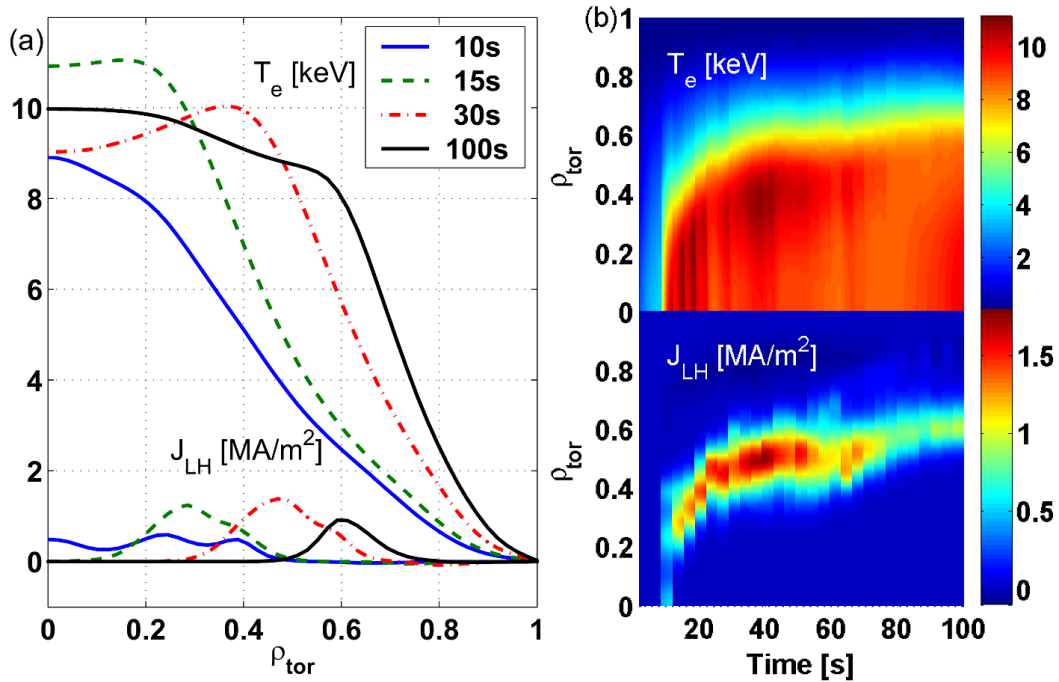 (a)
T_e [keV]
10s
15s
30s
100s
J_LH [MA/m²]
10
8
6
4
2
0
0 0.2 0.4 0.6 0.8 1
ρ_tor
(b)
T_e [keV]
1
0.8
0.6
0.4
0.2
0
ρ_tor
10
8
6
4
2
J_LH [MA/m²]
0.8
0.6
0.4
0.2
0
ρ_tor
1.5
1
0.5
0
20 40 60 80 100
Time [s]